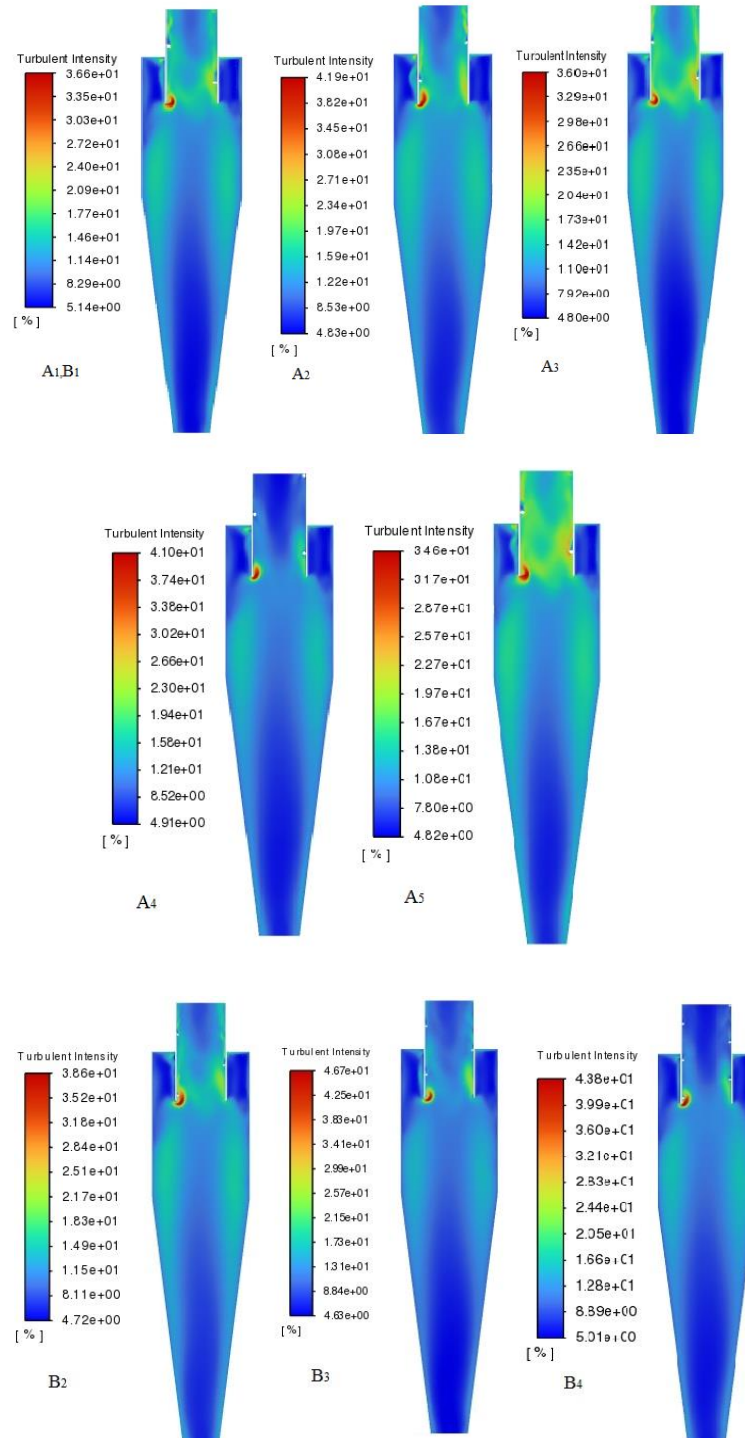 Turbulent Intensity
3.66e+01
3.35e+01
3.03e+01
2.72e+01
2.40e+01
2.09e+01
1.77e+01
1.46e+01
1.14e+01
8.29e+00
5.14e+00
[ % ]
A1,B1
Turbulent Intensity
4.19e+01
3.82e+01
3.45e+01
3.08e+01
2.71e+01
2.34e+01
1.97e+01
1.59e+01
1.22e+01
8.53e+00
4.83e+00
[ % ]
A2
Turbulent Intensity
3.60e+01
3.29e+01
2.98e+01
2.66e+01
2.35e+01
2.04e+01
1.73e+01
1.42e+01
1.10e+01
7.92e+00
4.80e+00
[ % ]
A3
Turbulent Intensity
4.10e+01
3.74e+01
3.38e+01
3.02e+01
2.66e+01
2.30e+01
1.94e+01
1.58e+01
1.21e+01
8.52e+00
4.91e+00
[ % ]
A4
Turbulent Intensity
3.46e+01
3.17e+01
2.87e+01
2.57e+01
2.27e+01
1.97e+01
1.67e+01
1.38e+01
1.08e+01
7.80e+00
4.82e+00
[ % ]
A5
Turbulent Intensity
3.86e+01
3.52e+01
3.18e+01
2.84e+01
2.51e+01
2.17e+01
1.83e+01
1.49e+01
1.15e+01
8.11e+00
4.72e+00
[ % ]
B2
Turbulent Intensity
4.67e+01
4.25e+01
3.83e+01
3.41e+01
2.99e+01
2.57e+01
2.15e+01
1.73e+01
1.31e+01
8.84e+00
4.63e+00
[%]
B3
Turbulent Intensity
4.38e+01
3.99e+01
3.60e+01
3.21e+01
2.83e+01
2.44e+01
2.05e+01
1.66e+01
1.28e+01
8.89e+00
5.01e+00
[ % ]
B4